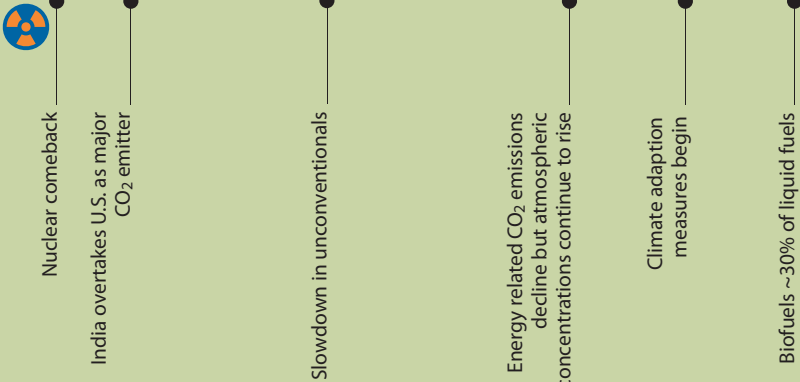 Nuclear comeback
India overtakes U.S. as major
CO₂ emitter
Slowdown in unconventionals
Energy related CO₂ emissions
decline but atmospheric
concentrations continue to rise
Climate adaption
measures begin
Biofuels ~30% of liquid fuels